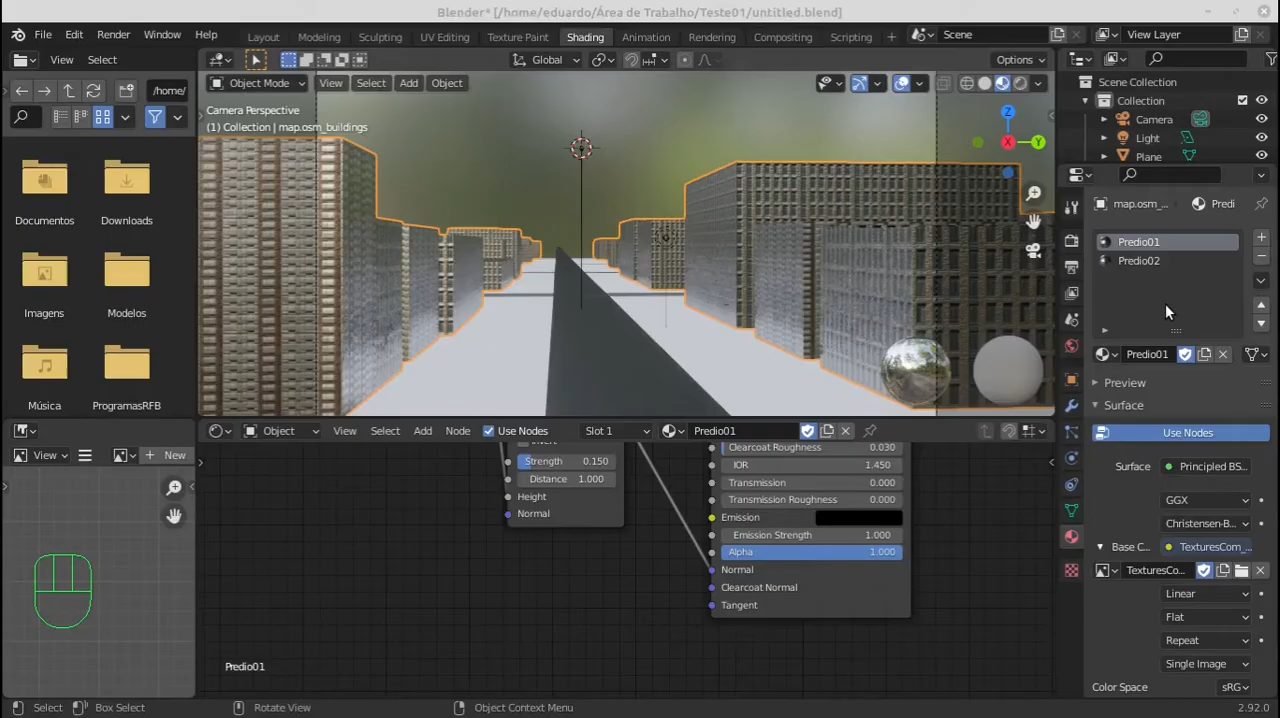 Blender* [/home/eduardo/Área de Trabalho/Teste01/untitled.blend]
File Edit Render Window Help Layout Modeling Sculpting UV Editing Texture Paint Shading Animation Rendering Compositing Scripting + Scene View Layer
View Select Global Options
/home/ Object Mode View Select Add Object
Camera Perspective
(1) Collection | map.osm_buildings
Z
X
Y
Documentos Downloads
Imagens Modelos
Música ProgramasRFB
Scene Collection
Collection
Camera
Light
Plane
map.osm_... Predi
Predio01
Predio02
Predio01
Preview
Surface
Use Nodes
Surface Principled BS...
GGX
Christensen-B...
Base C... TexturesCom_...
TexturesCo...
Linear
Flat
Repeat
Single Image
Color Space sRG
Object View Select Add Node Use Nodes Slot 1 Predio01
View New
Strength 0.150
Distance 1.000
Height
Normal
Clearcoat Roughness 0.030
IOR 1.450
Transmission 0.000
Transmission Roughness 0.000
Emission
Emission Strength 1.000
Alpha 1.000
Normal
Clearcoat Normal
Tangent
Predio01
Select Box Select Rotate View Object Context Menu 2.92.0